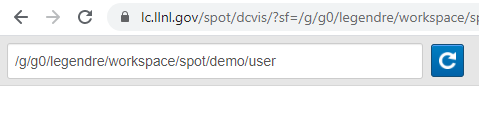 lc.llnl.gov/spot/dcvis/?sf=/g/g0/legendre/workspace/sp
/g/g0/legendre/workspace/spot/demo/user